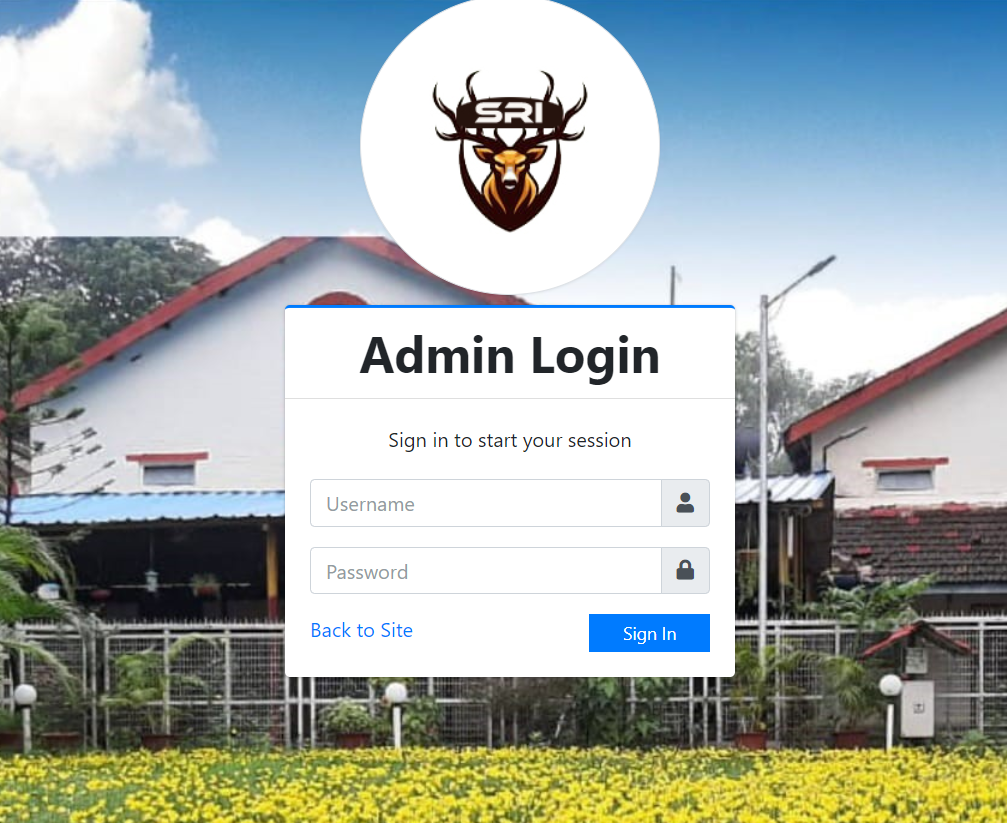 SRI
Admin Login
Sign in to start your session
Username
Password
Back to Site
Sign In